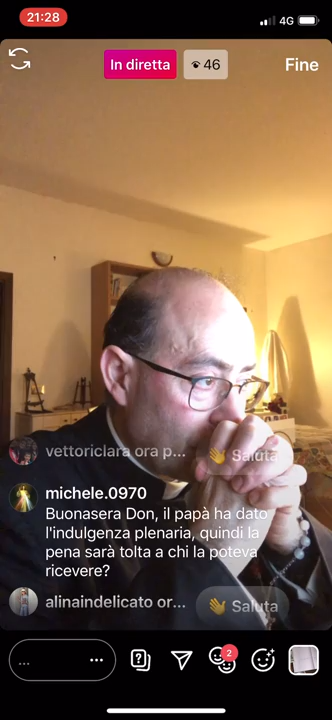 21:28
4G
In diretta
46
Fine
vettoriclara ora p...
Saluta
michele.0970
Buonasera Don, il papà ha dato
l'indulgenza plenaria, quindi la
pena sarà tolta a chi la poteva
ricevere?
alinaindelicato or...
Saluta
...
2